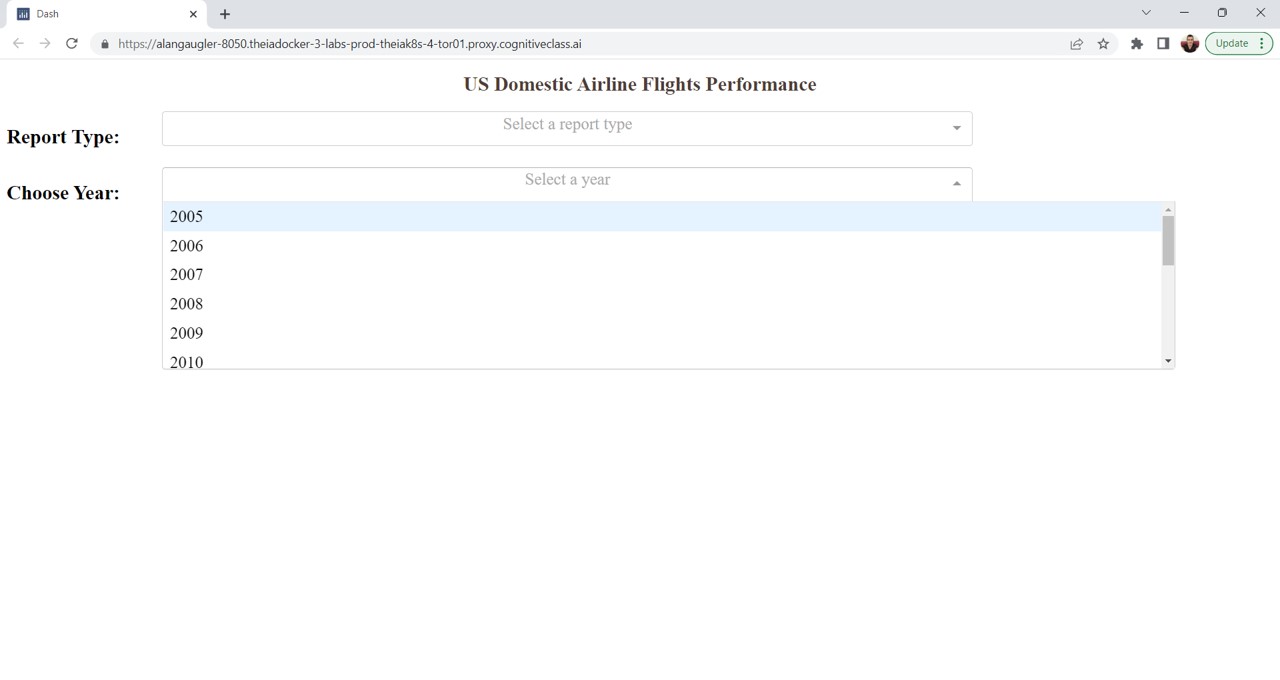 Dash
https://alangaugler-8050.theiadocker-3-labs-prod-theiak8s-4-tor01.proxy.cognitiveclass.ai
Update
US Domestic Airline Flights Performance
Report Type:
Select a report type
Choose Year:
Select a year
2005
2006
2007
2008
2009
2010